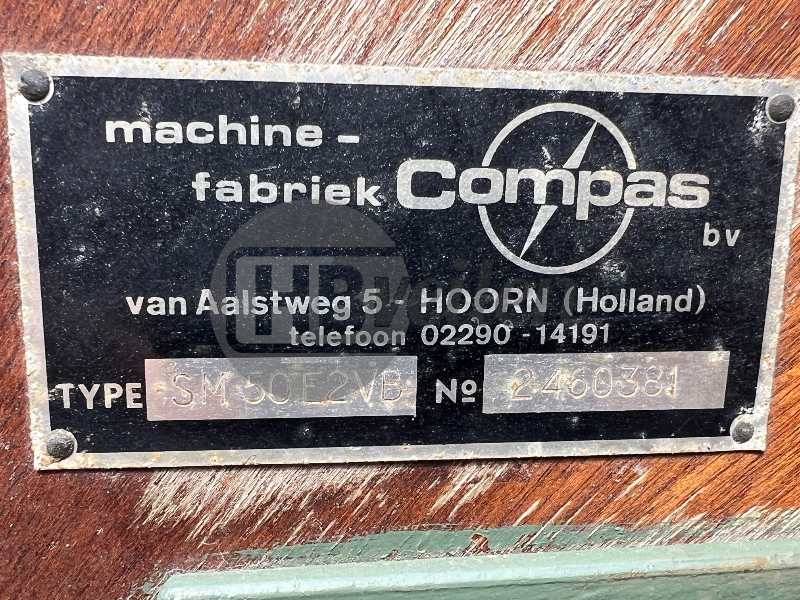 machine-
fabriek Compas
bv
van Aalstweg 5 - HOORN (Holland)
telefoon 02290-14191
TYPE SM 50 E2VB № 2460381